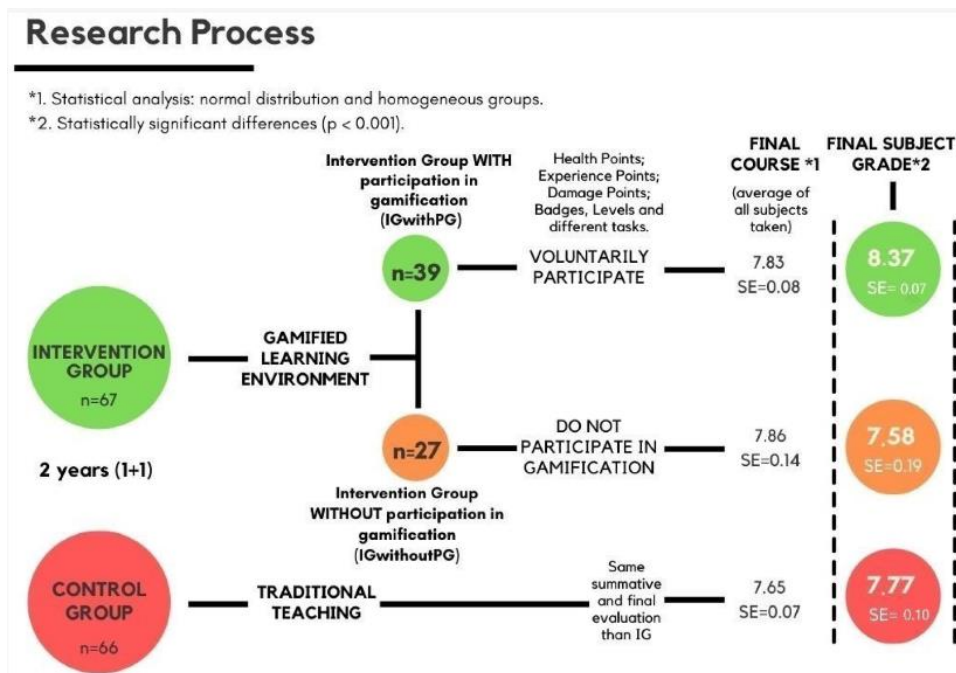 Research Process
*1. Statistical analysis: normal distribution and homogeneous groups.
*2. Statistically significant differences (p < 0.001).
Intervention Group WITH
participation in
gamification
(IGwithPG)
Health Points;
Experience Points;
Damage Points;
Badges, Levels and
different tasks.
FINAL
COURSE *1
(average of
all subjects
taken)
FINAL SUBJECT
GRADE*2
n=39
VOLUNTARILY
PARTICIPATE
7.83
SE=0.08
8.37
SE= 0.07
INTERVENTION
GROUP
n=67
GAMIFIED
LEARNING
ENVIRONMENT
2 years (1+1)
n=27
DO NOT
PARTICIPATE IN
GAMIFICATION
7.86
SE=0.14
7.58
SE=0.19
Intervention Group
WITHOUT participation in
gamification
(IGwithoutPG)
CONTROL
GROUP
n=66
TRADITIONAL
TEACHING
Same
summative
and final
evaluation
than IG
7.65
SE=0.07
7.77
SE= 0.10